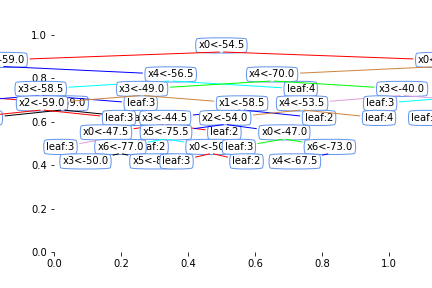 1.0
x0<-54.5
<-59.0
x0<
0.8
x4<-56.5
x4<-70.0
x3<-58.5
x3<-49.0
leaf:4
x3<-40.0
x2<-59.0
9.0
leaf:3
x1<-58.5
x4<-53.5
leaf:3
0.6
leaf:3
x3<-44.5
x2<-54.0
leaf:2
leaf:4
leaf:
x0<-47.5
x5<-75.5
leaf:2
x0<-47.0
leaf:3
x6<-77.0
af:2
x0<-50
leaf:3
x6<-73.0
0.4
x3<-50.0
x5<-8
leaf:3
leaf:2
x4<-67.5
0.2
0.0
0.0
0.2
0.4
0.6
0.8
1.0